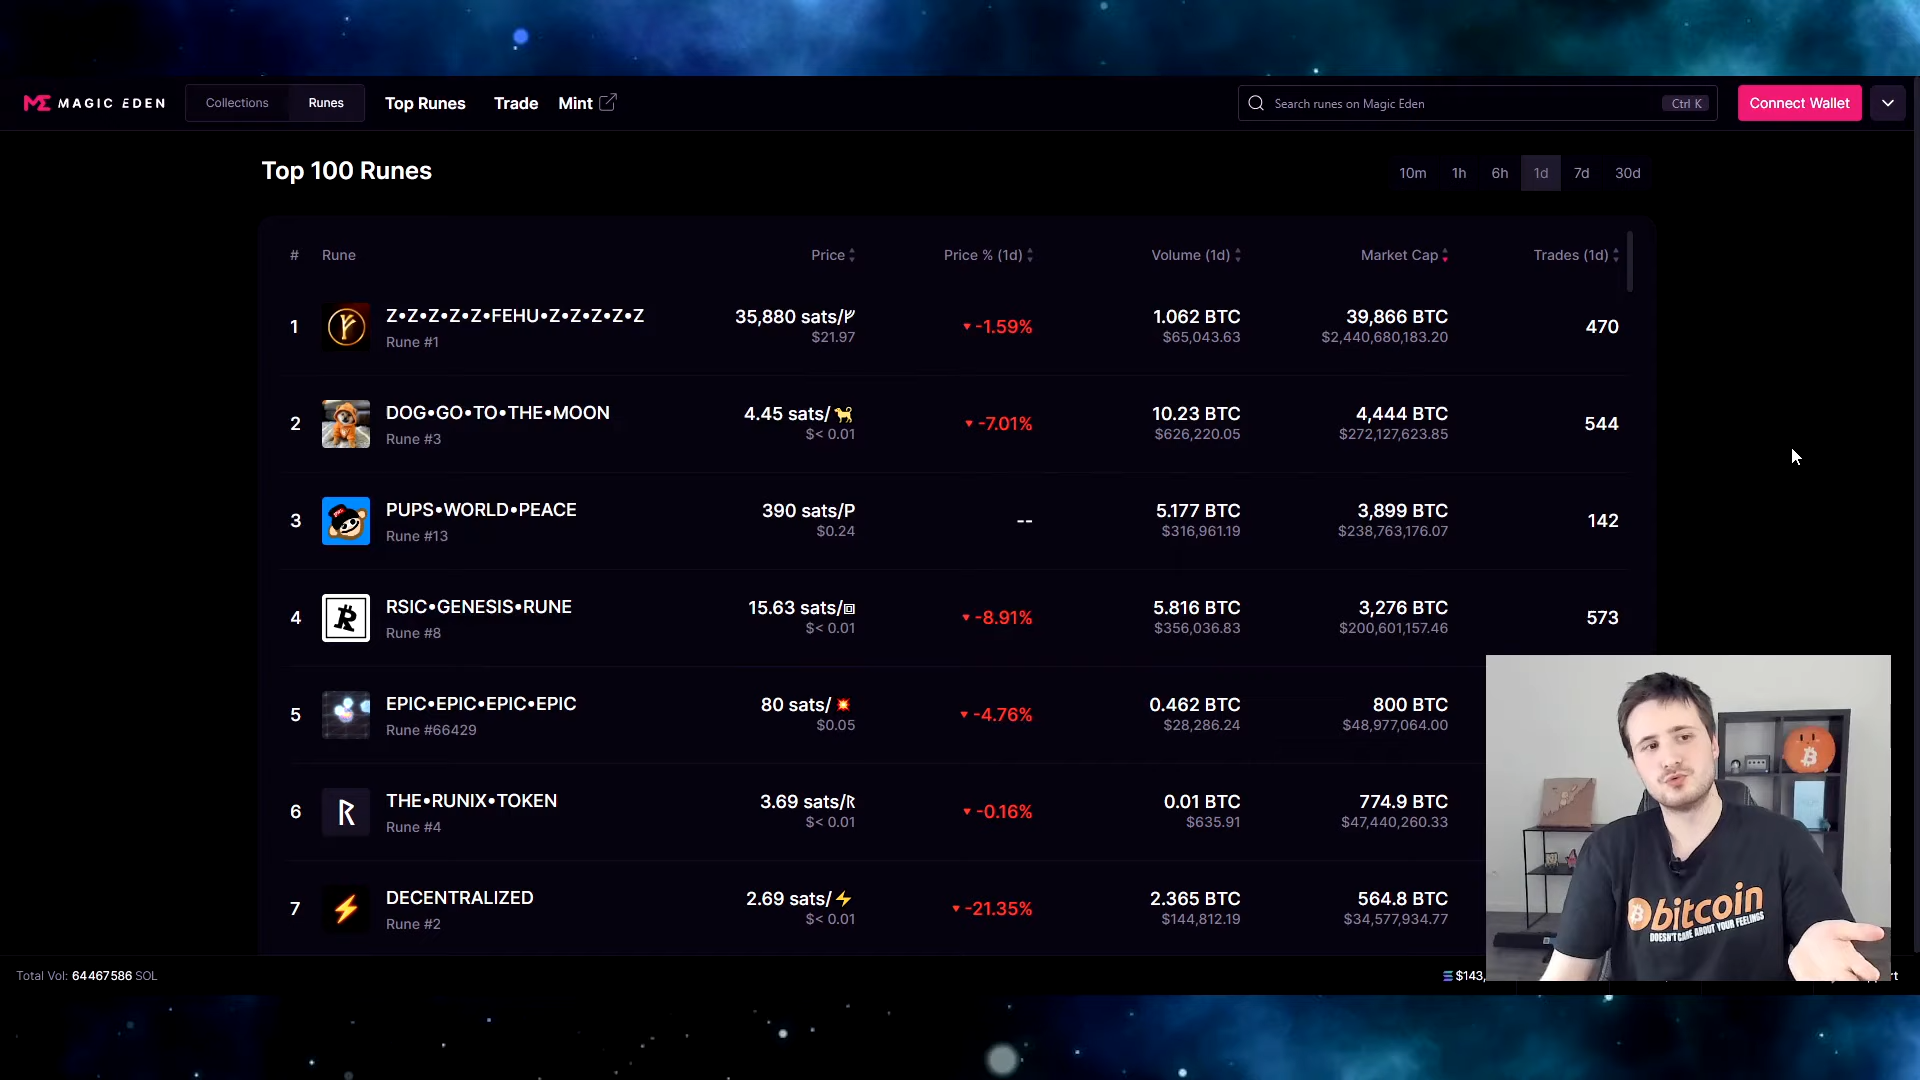 MAGIC EDEN
Collections
Runes
Top Runes
Trade
Mint
Search runes on Magic Eden
Ctrl K
Connect Wallet
Top 100 Runes
10m 1h 6h 1d 7d 30d
# Rune Price Price % (1d) Volume (1d) Market Cap Trades (1d)
1 Z•Z•Z•Z•Z•FEHU•Z•Z•Z•Z•Z 35,880 sats/ᚠ -1.59% 1.062 BTC 39,866 BTC 470
Rune #1 $21.97 $65,043.63 $2,440,680,183.20
2 DOG•GO•TO•THE•MOON 4.45 sats/🐕 -7.01% 10.23 BTC 4,444 BTC 544
Rune #3 $< 0.01 $626,220.05 $272,127,623.85
3 PUPS•WORLD•PEACE 390 sats/P -- 5.177 BTC 3,899 BTC 142
Rune #13 $0.24 $316,961.19 $238,763,176.07
4 RSIC•GENESIS•RUNE 15.63 sats/⧈ -8.91% 5.816 BTC 3,276 BTC 573
Rune #8 $< 0.01 $356,036.83 $200,601,157.46
5 EPIC•EPIC•EPIC•EPIC 80 sats/💥 -4.76% 0.462 BTC 800 BTC
Rune #66429 $0.05 $28,286.24 $48,977,064.00
6 THE•RUNIX•TOKEN 3.69 sats/ᚱ -0.16% 0.01 BTC 774.9 BTC
Rune #4 $< 0.01 $635.91 $47,440,260.33
7 DECENTRALIZED 2.69 sats/⚡ -21.35% 2.365 BTC 564.8 BTC
Rune #2 $< 0.01 $144,812.19 $34,577,934.77
bitcoin
DOESN'T CARE ABOUT YOUR FEELINGS
Total Vol: 64467586 SOL
$143,